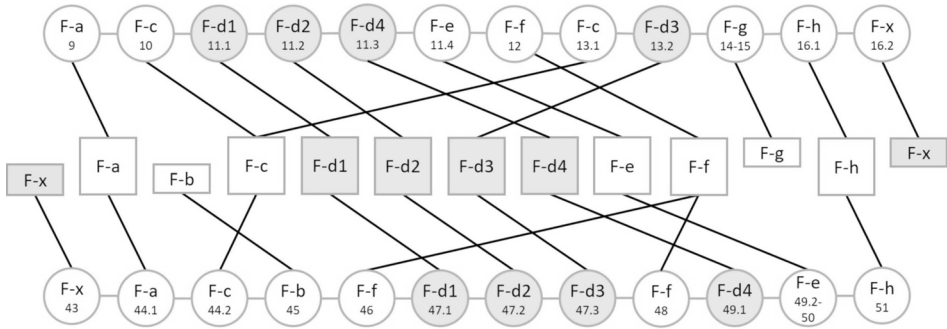 F-a F-c F-d1 F-d2 F-d4 F-e F-f F-c F-d3 F-g F-h F-x
9 10 11.1 11.2 11.3 11.4 12 13.1 13.2 14-15 16.1 16.2
F-x F-a F-b F-c F-d1 F-d2 F-d3 F-d4 F-e F-f F-g F-h F-x
F-x F-a F-c F-b F-f F-d1 F-d2 F-d3 F-f F-d4 F-e F-h
43 44.1 44.2 45 46 47.1 47.2 47.3 48 49.1 49.2- 51
50